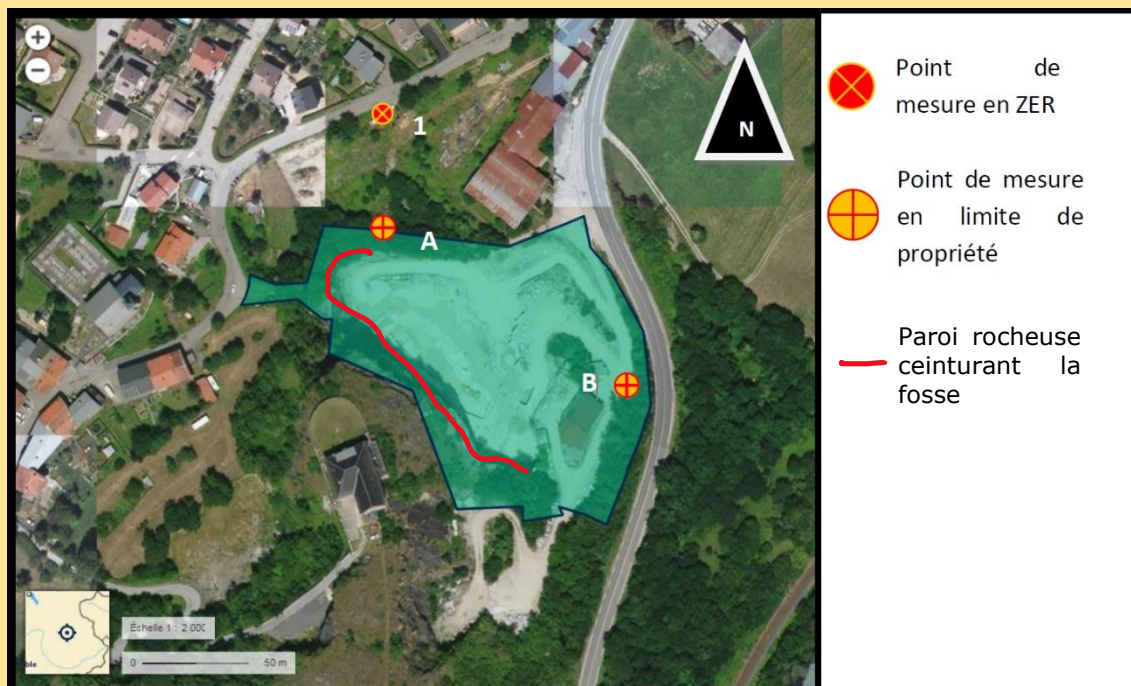 +
−
N
1
A
B
ble
Échelle 1 : 2 000
0 50 m
Point de
mesure en ZER
Point de mesure
en limite de
propriété
Paroi rocheuse
ceinturant la
fosse